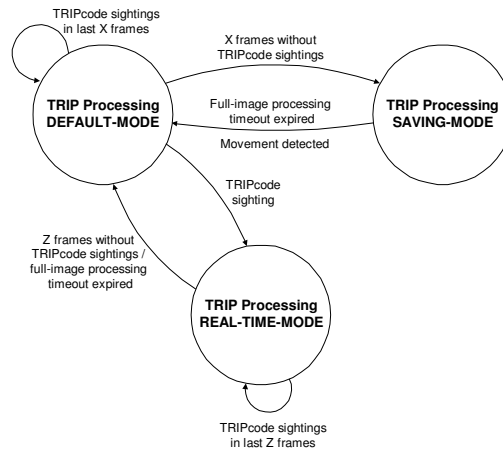 TRIPcode sightings
in last X frames
X frames without
TRIPcode sightings
TRIP Processing
DEFAULT-MODE
Full-image processing
timeout expired
Movement detected
TRIP Processing
SAVING-MODE
TRIPcode
sighting
Z frames without
TRIPcode sightings /
full-image processing
timeout expired
TRIP Processing
REAL-TIME-MODE
TRIPcode sightings
in last Z frames